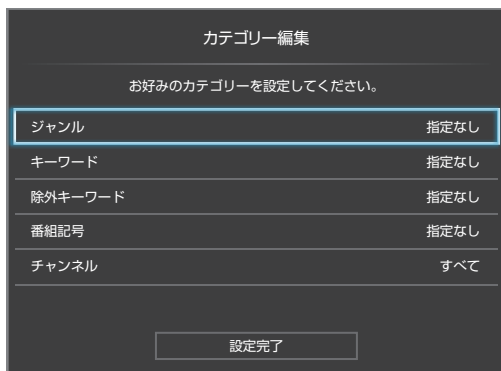 カテゴリー編集
お好みのカテゴリーを設定してください。
ジャンル 指定なし
キーワード 指定なし
除外キーワード 指定なし
番組記号 指定なし
チャンネル すべて
設定完了